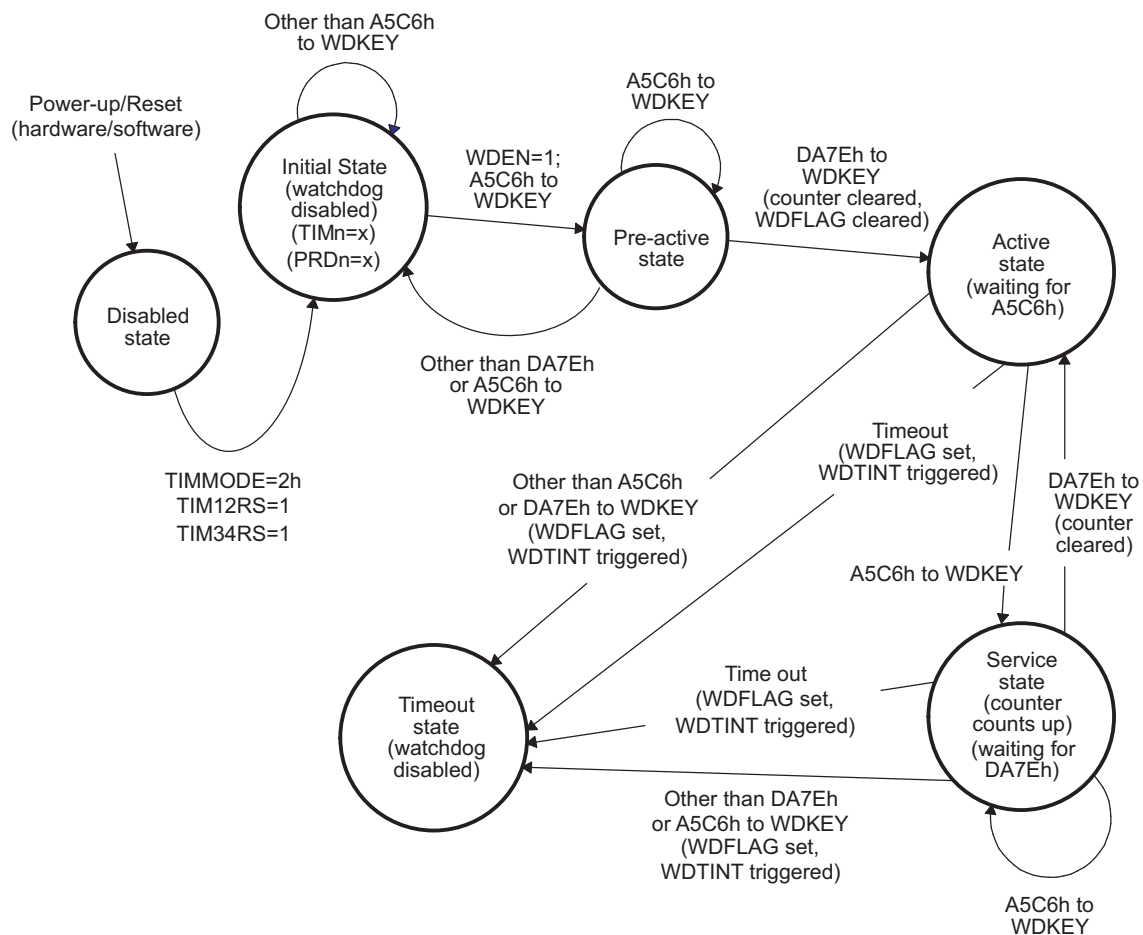 Other than A5C6h
to WDKEY
Power-up/Reset
(hardware/software)
Initial State
(watchdog
disabled)
(TIMn=x)
(PRDn=x)
WDEN=1;
A5C6h to
WDKEY
A5C6h to
WDKEY
Pre-active
state
DA7Eh to
WDKEY
(counter cleared,
WDFLAG cleared)
Active
state
(waiting for
A5C6h)
Disabled
state
Other than DA7Eh
or A5C6h to
WDKEY
TIMMODE=2h
TIM12RS=1
TIM34RS=1
Other than A5C6h
or DA7Eh to WDKEY
(WDFLAG set,
WDTINT triggered)
Timeout
(WDFLAG set,
WDTINT triggered)
DA7Eh to
WDKEY
(counter
cleared)
A5C6h to WDKEY
Timeout
state
(watchdog
disabled)
Time out
(WDFLAG set,
WDTINT triggered)
Service
state
(counter
counts up)
(waiting for
DA7Eh)
Other than DA7Eh
or A5C6h to WDKEY
(WDFLAG set,
WDTINT triggered)
A5C6h to
WDKEY